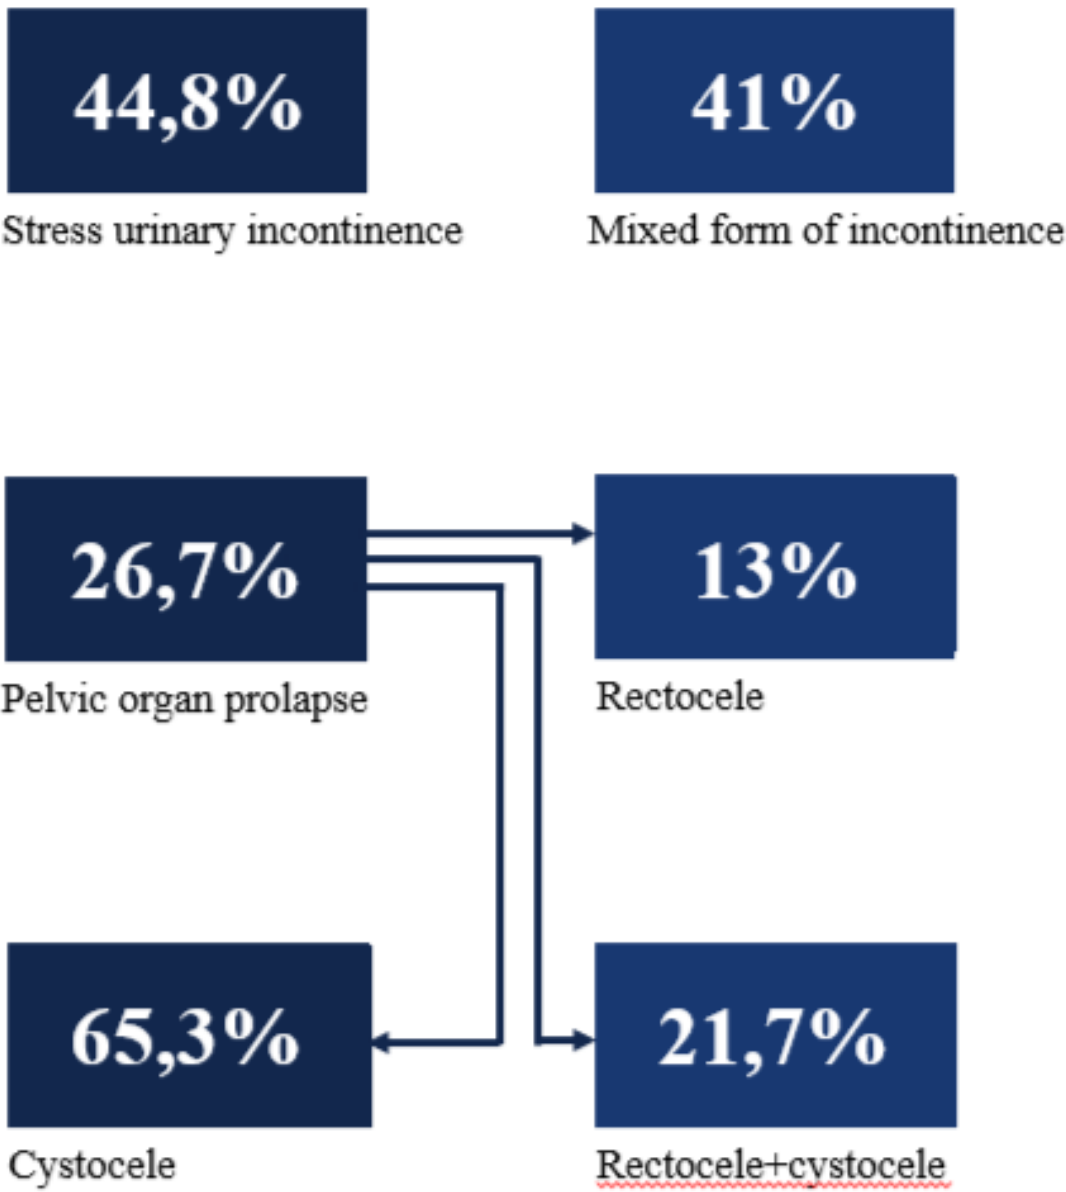 44,8%
41%
Stress urinary incontinence
Mixed form of incontinence
26,7%
13%
Pelvic organ prolapse
Rectocele
65,3%
21,7%
Cystocele
Rectocele+cystocele